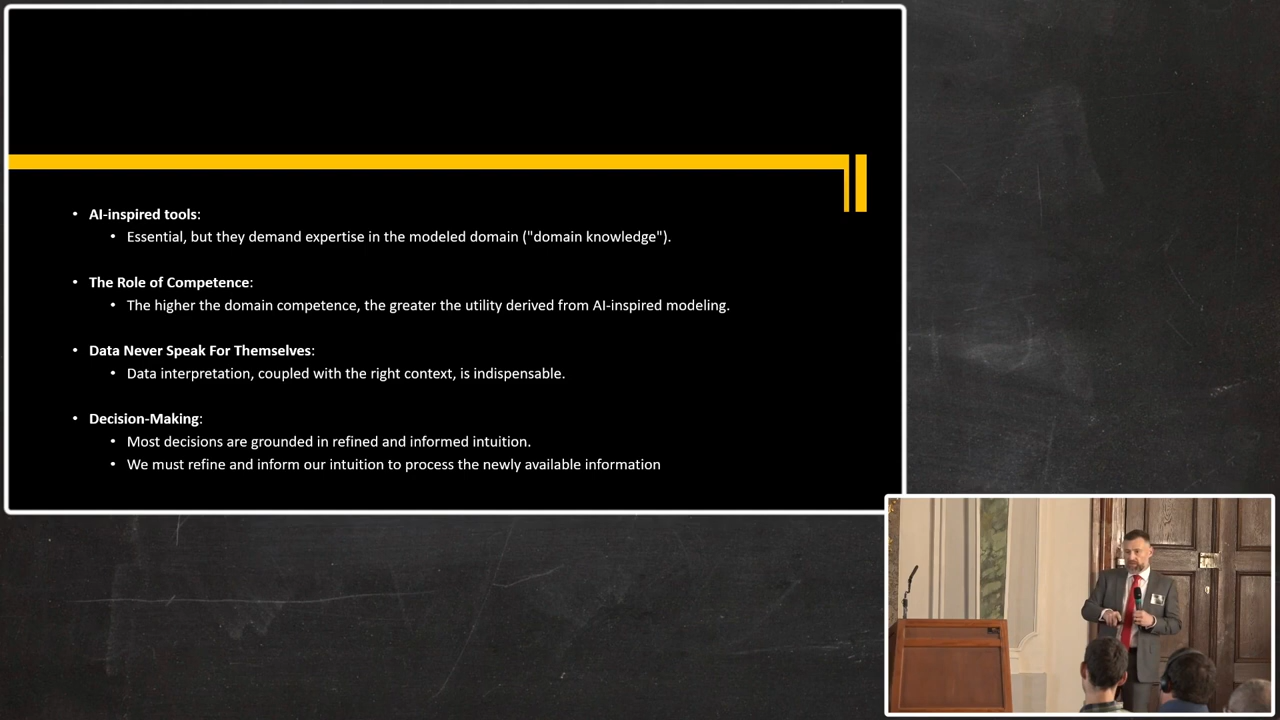 • AI-inspired tools:
• Essential, but they demand expertise in the modeled domain ("domain knowledge").
• The Role of Competence:
• The higher the domain competence, the greater the utility derived from AI-inspired modeling.
• Data Never Speak For Themselves:
• Data interpretation, coupled with the right context, is indispensable.
• Decision-Making:
• Most decisions are grounded in refined and informed intuition.
• We must refine and inform our intuition to process the newly available information